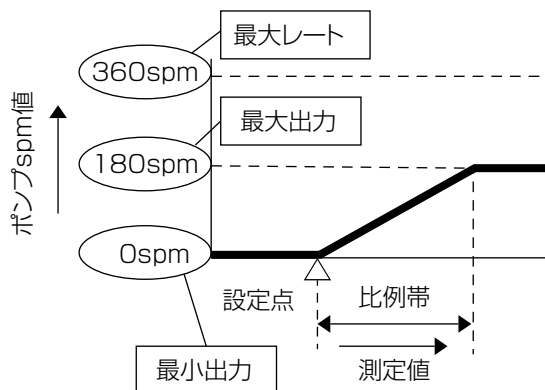 最大レート
360spm
最大出力
180spm
ポンプspm値
0spm
設定点
比例帯
最小出力
測定値